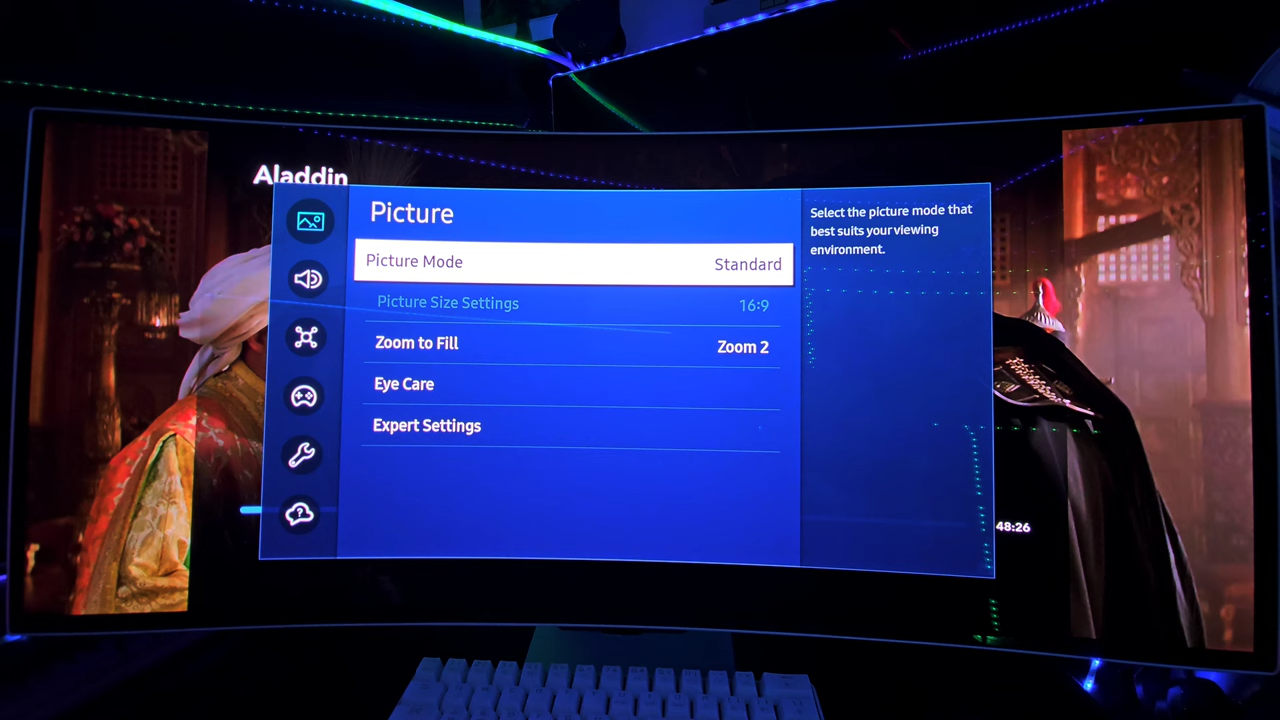 Aladdin
Picture
Picture Mode Standard
Picture Size Settings 16:9
Zoom to Fill Zoom 2
Eye Care
Expert Settings
Select the picture mode that
best suits your viewing
environment.
48:26